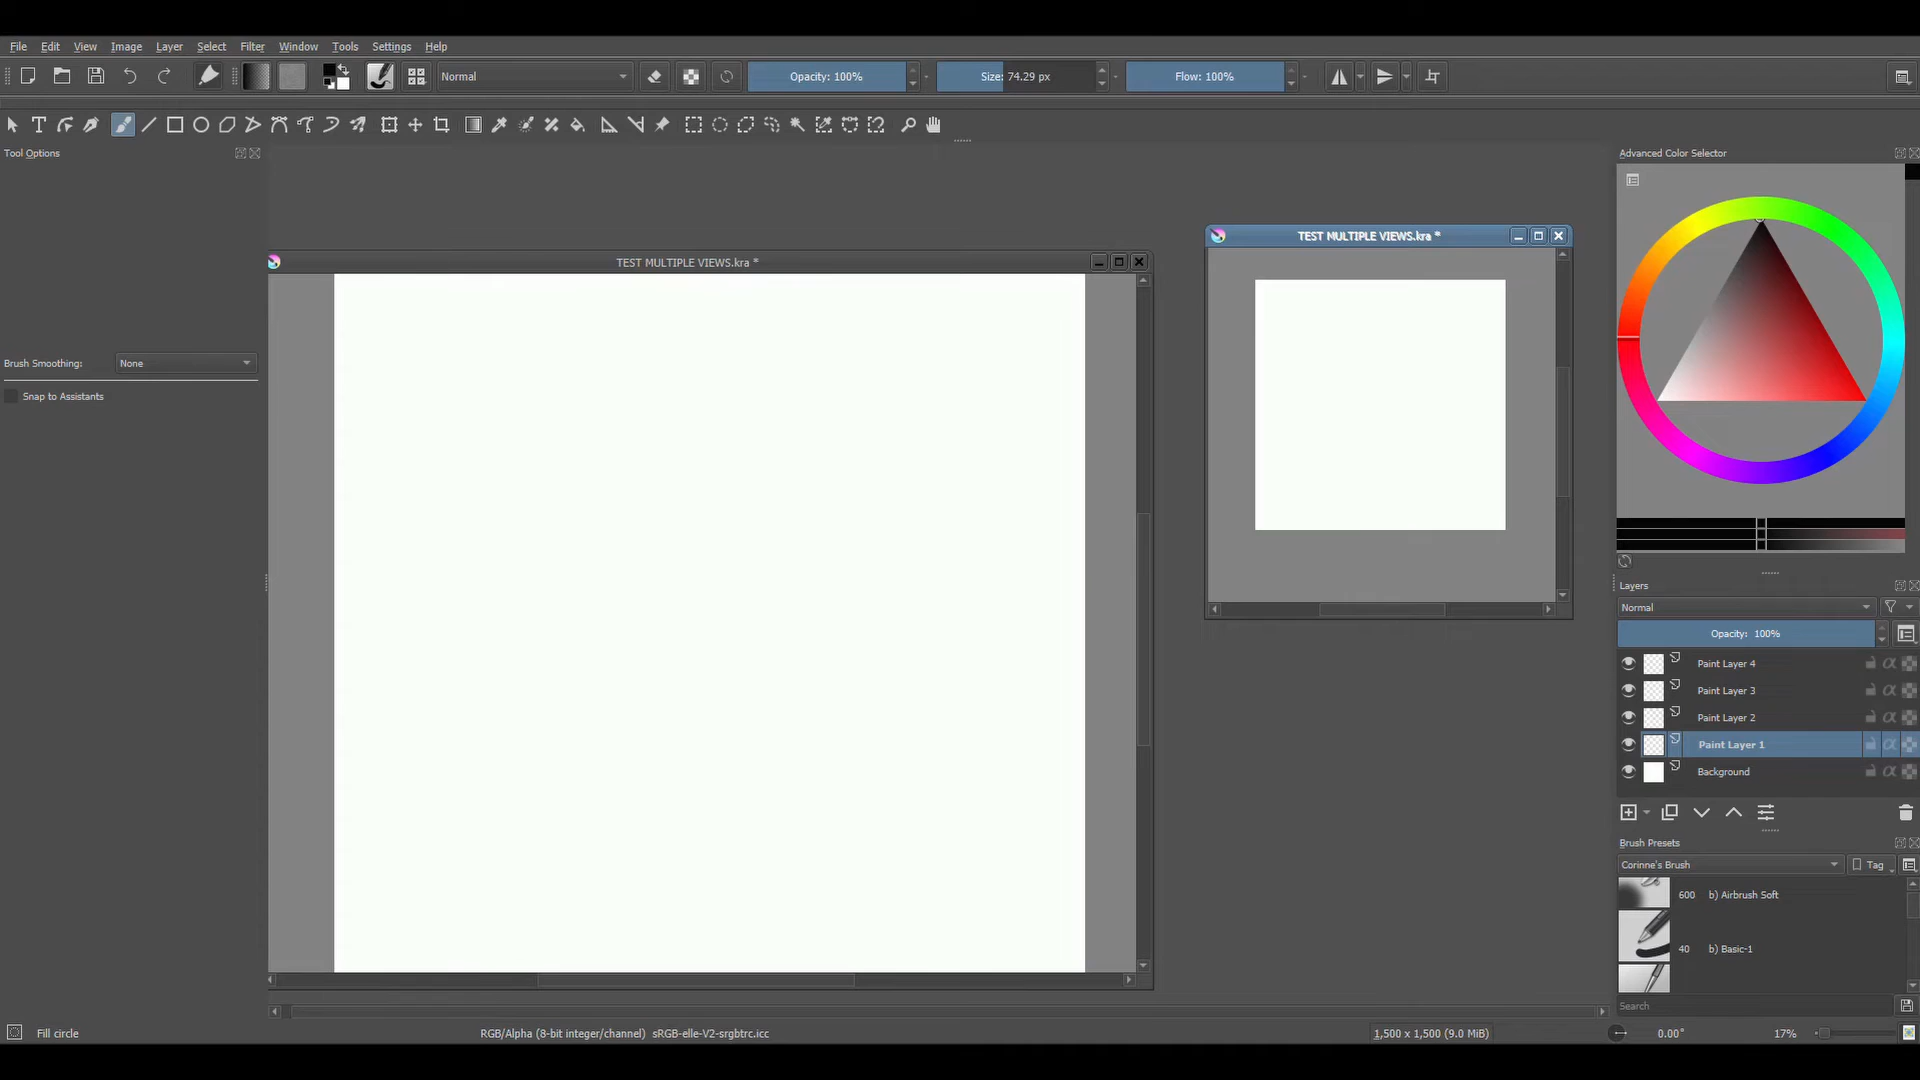 File Edit View Image Layer Select Filter Window Tools Settings Help
Normal Opacity: 100% Size: 74.29 px Flow: 100%
Tool Options
Advanced Color Selector
TEST MULTIPLE VIEWS.kra *
TEST MULTIPLE VIEWS.kra *
Brush Smoothing: None
Snap to Assistants
Layers
Normal
Opacity: 100%
Paint Layer 4
Paint Layer 3
Paint Layer 2
Paint Layer 1
Background
Brush Presets
Corinne's Brush Tag
600 b) Airbrush Soft
40 b) Basic-1
Search
Fill circle RGB/Alpha (8-bit integer/channel) sRGB-elle-V2-srgbtrc.icc 1,500 x 1,500 (9.0 MiB) 0.00° 17%